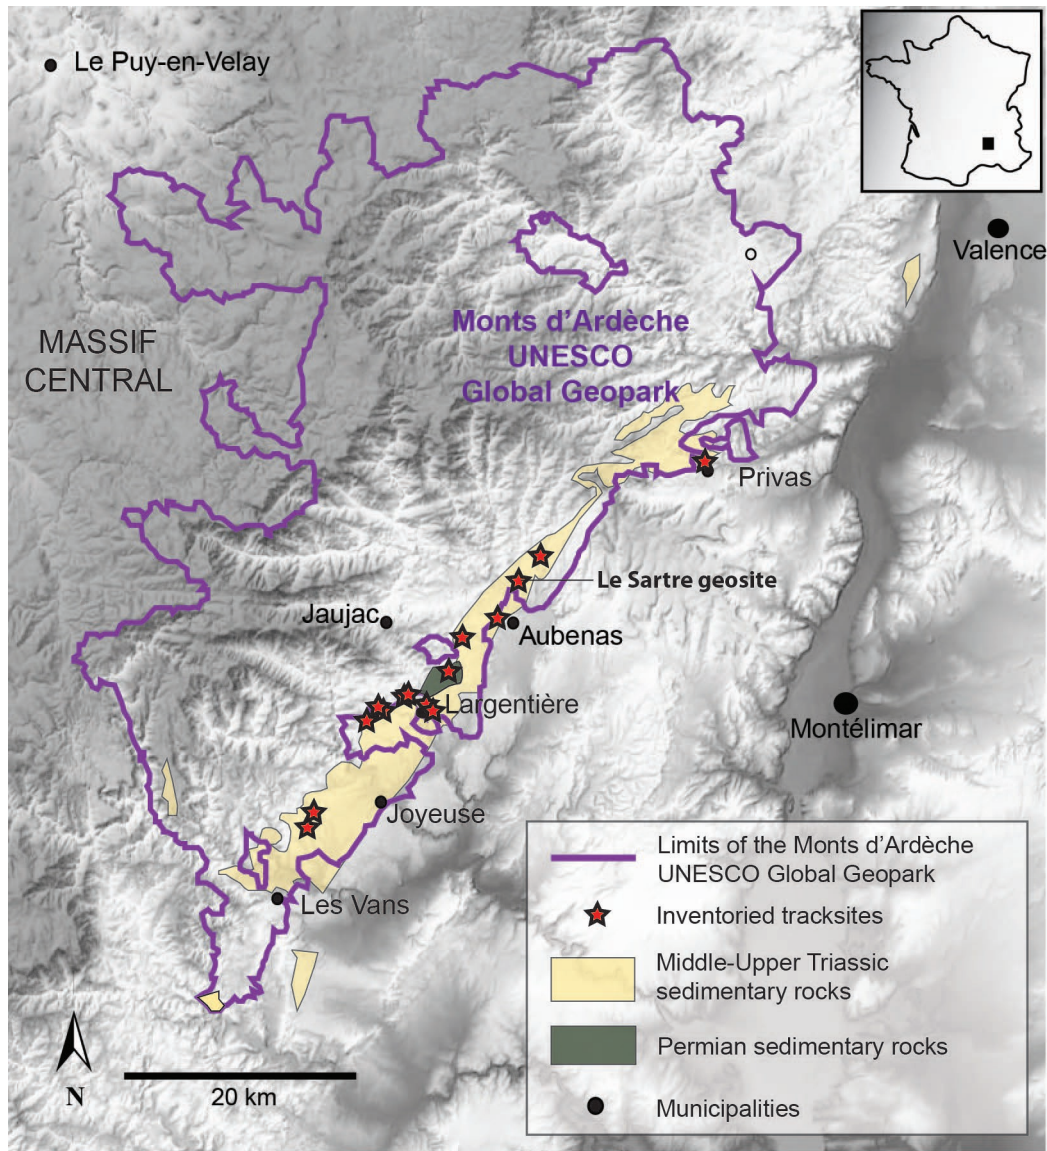 Le Puy-en-Velay
Valence
MASSIF
CENTRAL
Monts d'Ardèche
UNESCO
Global Geopark
Privas
Le Sartre geosite
Jaujac
Aubenas
Largentière
Montélimar
Joyeuse
Les Vans
Limits of the Monts d'Ardèche
UNESCO Global Geopark
Inventoried tracksites
Middle-Upper Triassic
sedimentary rocks
Permian sedimentary rocks
Municipalities
N
20 km